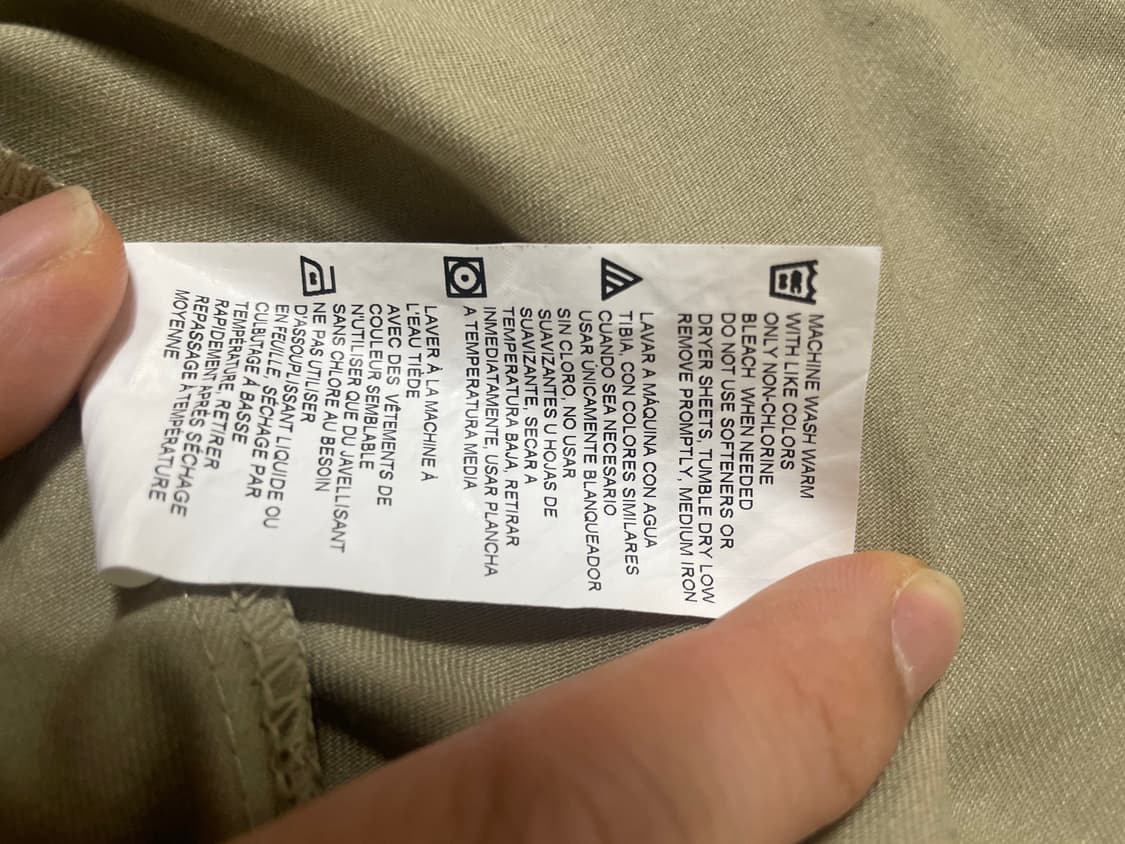 MACHINE WASH WARM
WITH LIKE COLORS
ONLY NON-CHLORINE
BLEACH WHEN NEEDED
DO NOT USE SOFTENERS OR
DRYER SHEETS, TUMBLE DRY LOW
REMOVE PROMPTLY, MEDIUM IRON
LAVAR A MÁQUINA CON AGUA
TIBIA, CON COLORES SIMILARES
CUANDO SEA NECESARIO
USAR ÚNICAMENTE BLANQUEADOR
SIN CLORO, NO USAR
SUAVIZANTES U HOJAS DE
SUAVIZANTE, SECAR A
TEMPERATURA BAJA, RETIRAR
INMEDIATAMENTE, USAR PLANCHA
A TEMPERATURA MEDIA
LAVER À LA MACHINE À
L'EAU TIÉDE
AVEC DES VÊTEMENTS DE
COULEUR SEMBLABLE
N'UTILISER QUE DU JAVELLISANT
SANS CHLORE AU BESOIN
NE PAS UTILISER
D'ASSOUPLISSANT LIQUIDE OU
EN FEUILLE, SÉCHAGE PAR
CULBUTAGE À BASSE
TEMPÉRATURE, RETIRER
RAPIDEMENT APRÈS SÉCHAGE
REPASSAGE À TEMPÉRATURE
MOYENNE